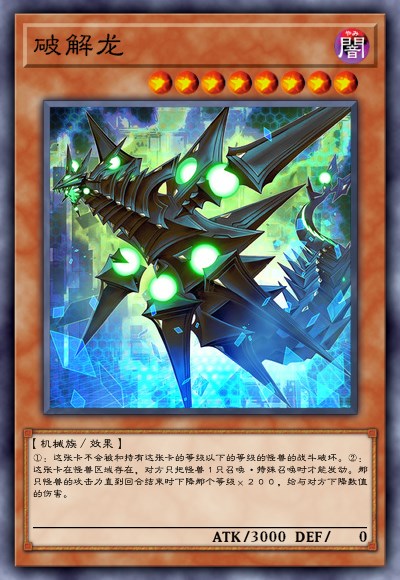 破解龙
やみ
闇
【机械族／效果】
①：这张卡不会被和持有这张卡的等级以下的等级的怪兽的战斗破坏。②：
这张卡在怪兽区域存在，对方只把怪兽１只召唤・特殊召唤时才能发动。那
只怪兽的攻击力直到回合结束时下降那个等级×２００，给与对方下降数值
的伤害。
ATK/3000 DEF/ 0